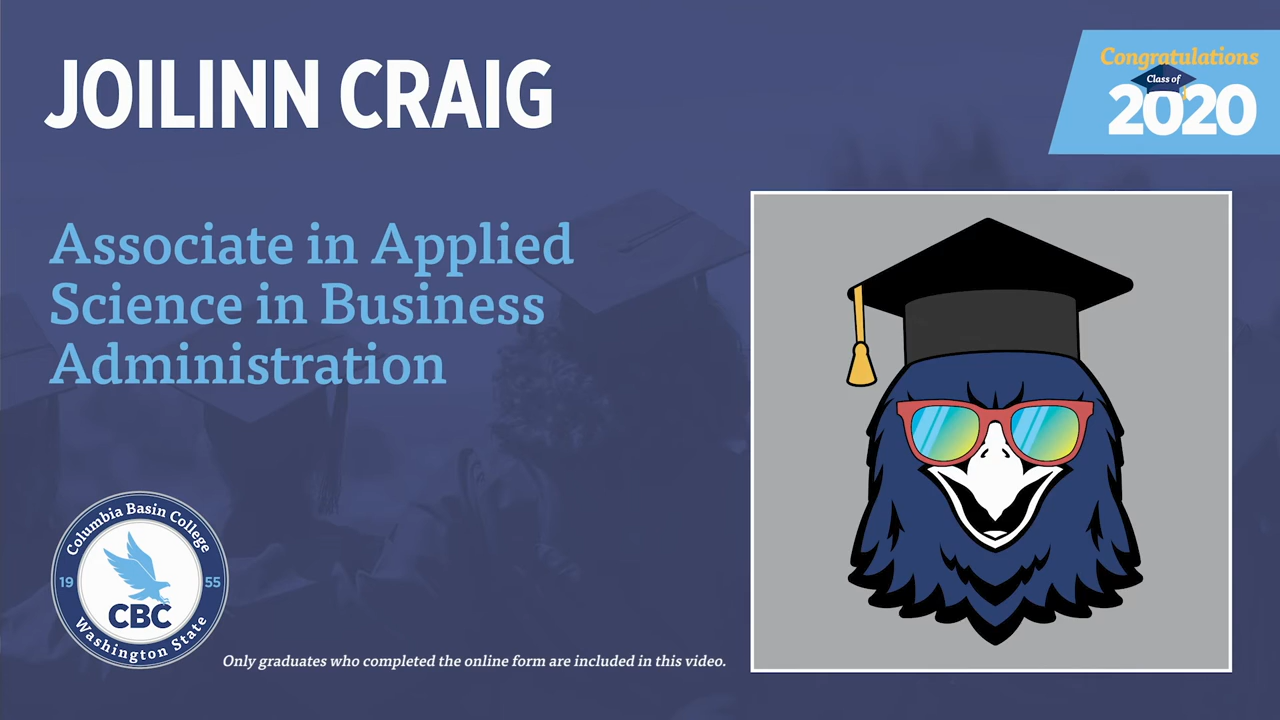 JOILINN CRAIG
Congratulations
Class of
2020
Associate in Applied
Science in Business
Administration
Columbia Basin College
19 55
CBC
Washington State
Only graduates who completed the online form are included in this video.